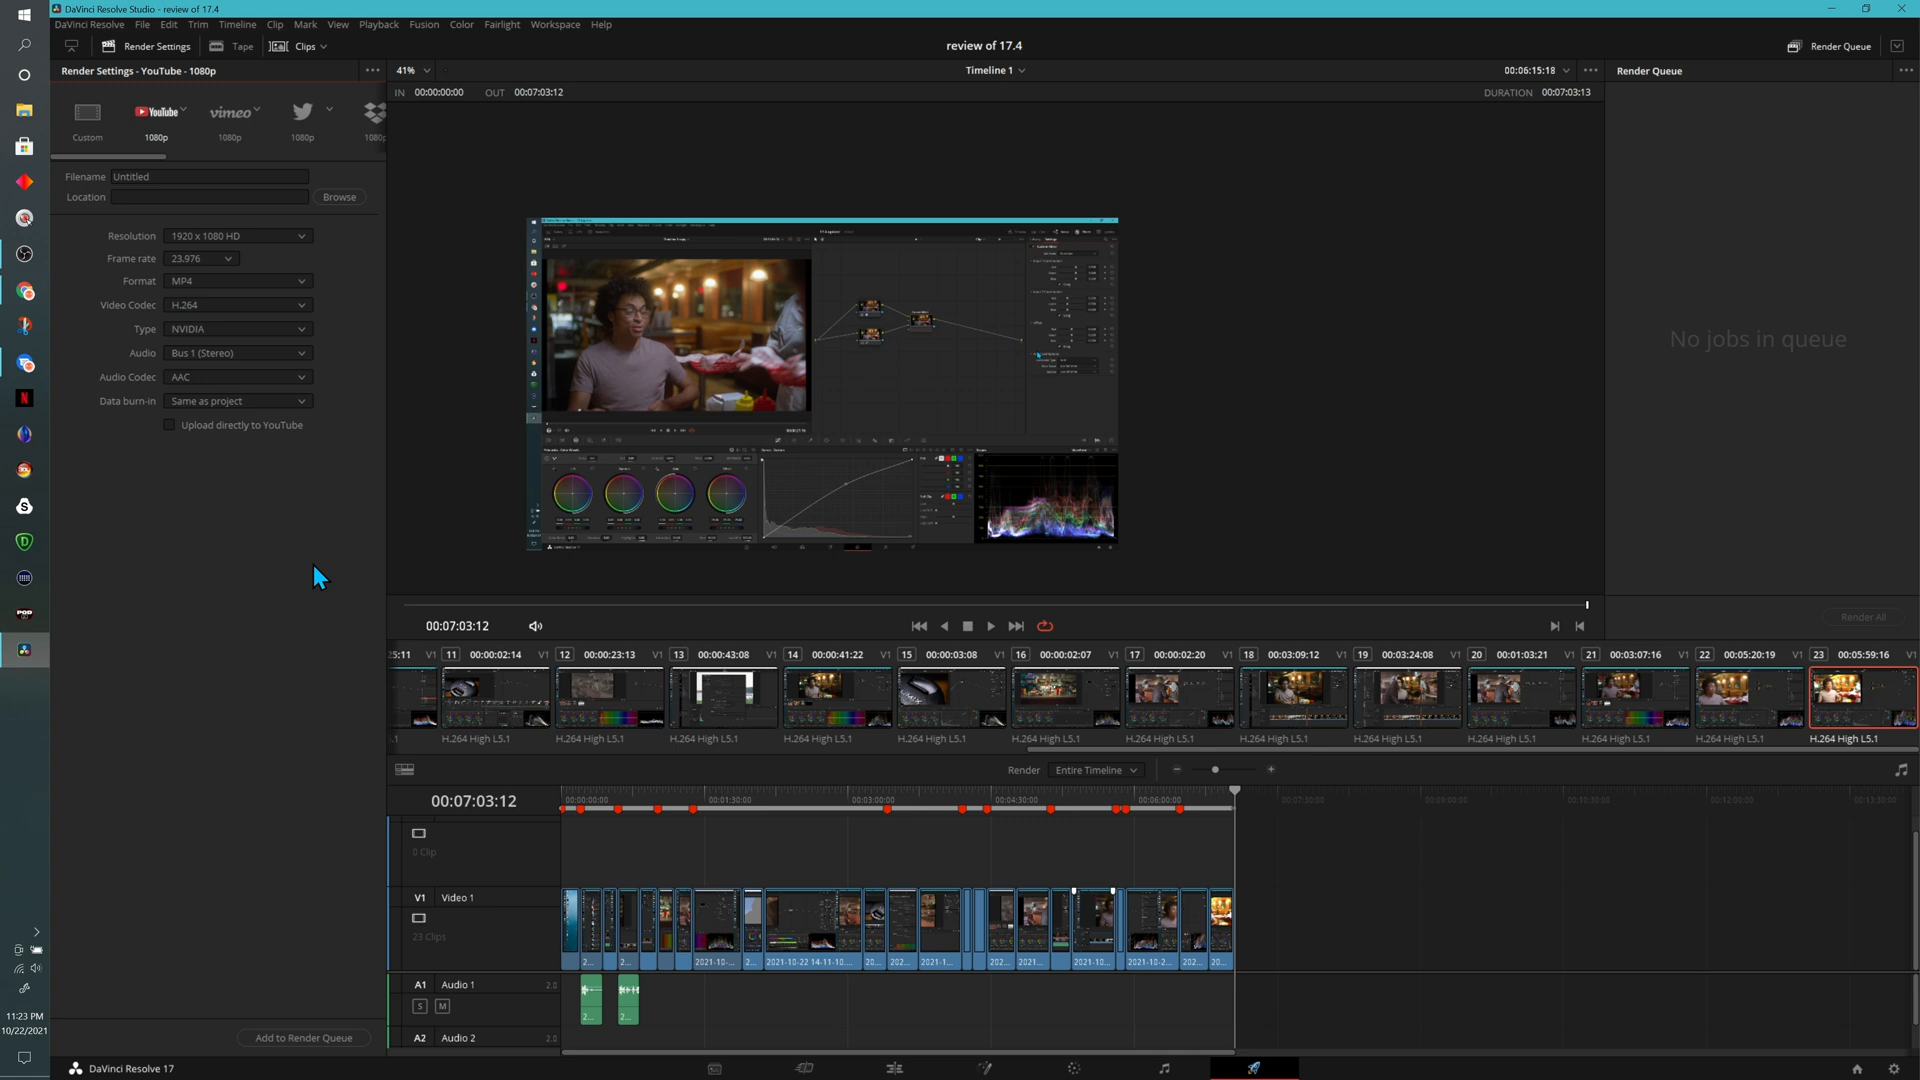 DaVinci Resolve Studio - review of 17.4
DaVinci Resolve File Edit Trim Timeline Clip Mark View Playback Fusion Color Fairlight Workspace Help
Render Settings Tape Clips review of 17.4 Render Queue
Render Settings - YouTube - 1080p 41% Timeline 1 00:06:15:18 Render Queue
IN 00:00:00:00 OUT 00:07:03:12 DURATION 00:07:03:13
YouTube vimeo
Custom 1080p 1080p 1080p 1080p
Filename Untitled
Location Browse
Resolution 1920 x 1080 HD
Frame rate 23.976
Format MP4
Video Codec H.264
Type NVIDIA
Audio Bus 1 (Stereo)
Audio Codec AAC
Data burn-in Same as project
Upload directly to YouTube
No jobs in queue
Render All
00:07:03:12
25:11 V1 11 00:00:02:14 V1 12 00:00:23:13 V1 13 00:00:43:08 V1 14 00:00:41:22 V1 15 00:00:03:08 V1 16 00:00:02:07 V1 17 00:00:02:20 V1 18 00:03:09:12 V1 19 00:03:24:08 V1 20 00:01:03:21 V1 21 00:03:07:16 V1 22 00:05:20:19 V1 23 00:05:59:16 V1
.1 H.264 High L5.1 H.264 High L5.1 H.264 High L5.1 H.264 High L5.1 H.264 High L5.1 H.264 High L5.1 H.264 High L5.1 H.264 High L5.1 H.264 High L5.1 H.264 High L5.1 H.264 High L5.1 H.264 High L5.1 H.264 High L5.1
Render Entire Timeline
00:07:03:12
00:00:00:00 00:01:30:00 00:03:00:00 00:04:30:00 00:06:00:00 00:07:30:00 00:09:00:00 00:10:30:00 00:12:00:00 00:13:30:00
0 Clip
V1 Video 1
23 Clips
2... 2... 2021-10-... 2... 2021-10-22 14-11-10.... 20... 202... 2021-1... 202... 2021... 2021-10... 2021-10-2... 202... 20...
A1 Audio 1 2.0
S M
2... 2...
A2 Audio 2 2.0
Add to Render Queue
DaVinci Resolve 17
N
S
D
POD
11:23 PM
10/22/2021